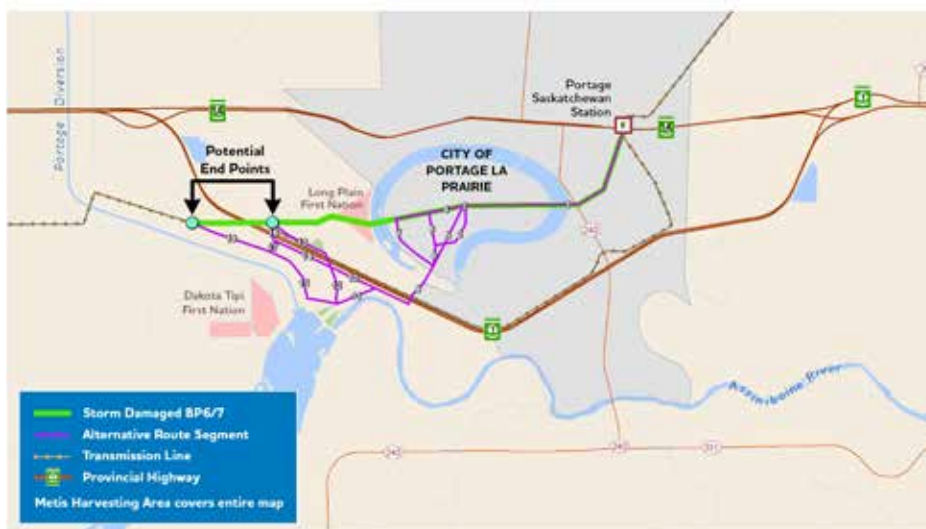 Portage Diversion
Portage
Saskatchewan
Station
Potential
End Points
CITY OF
PORTAGE LA
PRAIRIE
Long Plain
First Nation
240
Dakota Tipi
First Nation
1
Assiniboine River
Storm Damaged BP6/7
Alternative Route Segment
Transmission Line
Provincial Highway
Metis Harvesting Area covers entire map